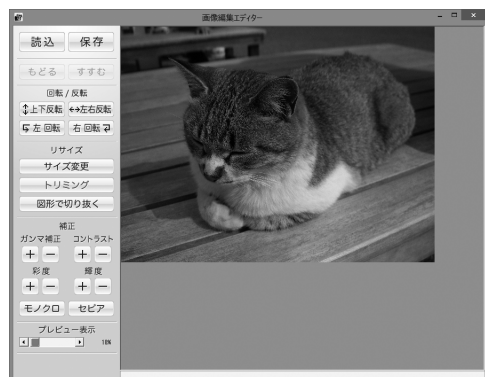 画像編集エディター
読込 保存
もどる すすむ
回転 / 反転
上下反転 左右反転
左 回転 右 回転
リサイズ
サイズ変更
トリミング
図形で切り抜く
補正
ガンマ補正 コントラスト
+ − + −
彩度 輝度
+ − + −
モノクロ セピア
プレビュー表示
10%